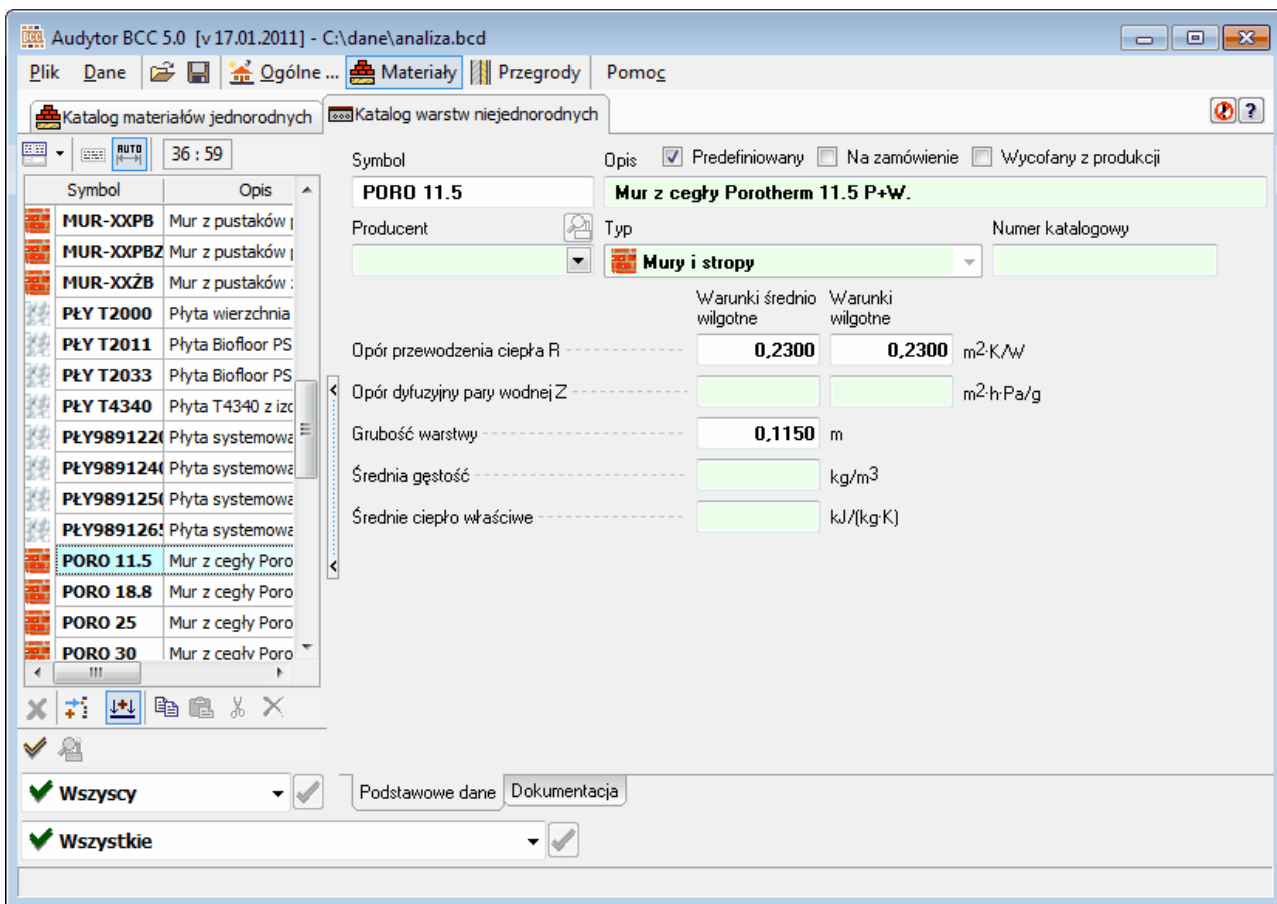 Audytor BCC 5.0 [v 17.01.2011] - C:\dane\analiza.bcd
Plik Dane Ogólne ... Materiały Przegrody Pomoc
Katalog materiałów jednorodnych Katalog warstw niejednorodnych
AUTO 36 : 59
Symbol Opis
MUR-XXPB Mur z pustaków p
MUR-XXPBZ Mur z pustaków p
MUR-XXŻB Mur z pustaków ż
PŁY T2000 Płyta wierzchnia
PŁY T2011 Płyta Biofloor PS
PŁY T2033 Płyta Biofloor PS
PŁY T4340 Płyta T4340 z izo
PŁY9891220 Płyta systemowa
PŁY9891240 Płyta systemowa
PŁY9891250 Płyta systemowa
PŁY9891265 Płyta systemowa
PORO 11.5 Mur z cegły Poro
PORO 18.8 Mur z cegły Poro
PORO 25 Mur z cegły Poro
PORO 30 Mur z cegły Poro
Wszyscy
Wszystkie
Symbol Opis Predefiniowany Na zamówienie Wycofany z produkcji
PORO 11.5 Mur z cegły Porotherm 11.5 P+W.
Producent Typ Numer katalogowy
Mury i stropy
Warunki średnio Warunki
wilgotne wilgotne
Opór przewodzenia ciepła R 0,2300 0,2300 m2·K/W
Opór dyfuzyjny pary wodnej Z m2·h·Pa/g
Grubość warstwy 0,1150 m
Średnia gęstość kg/m3
Średnie ciepło właściwe kJ/(kg·K)
Podstawowe dane Dokumentacja